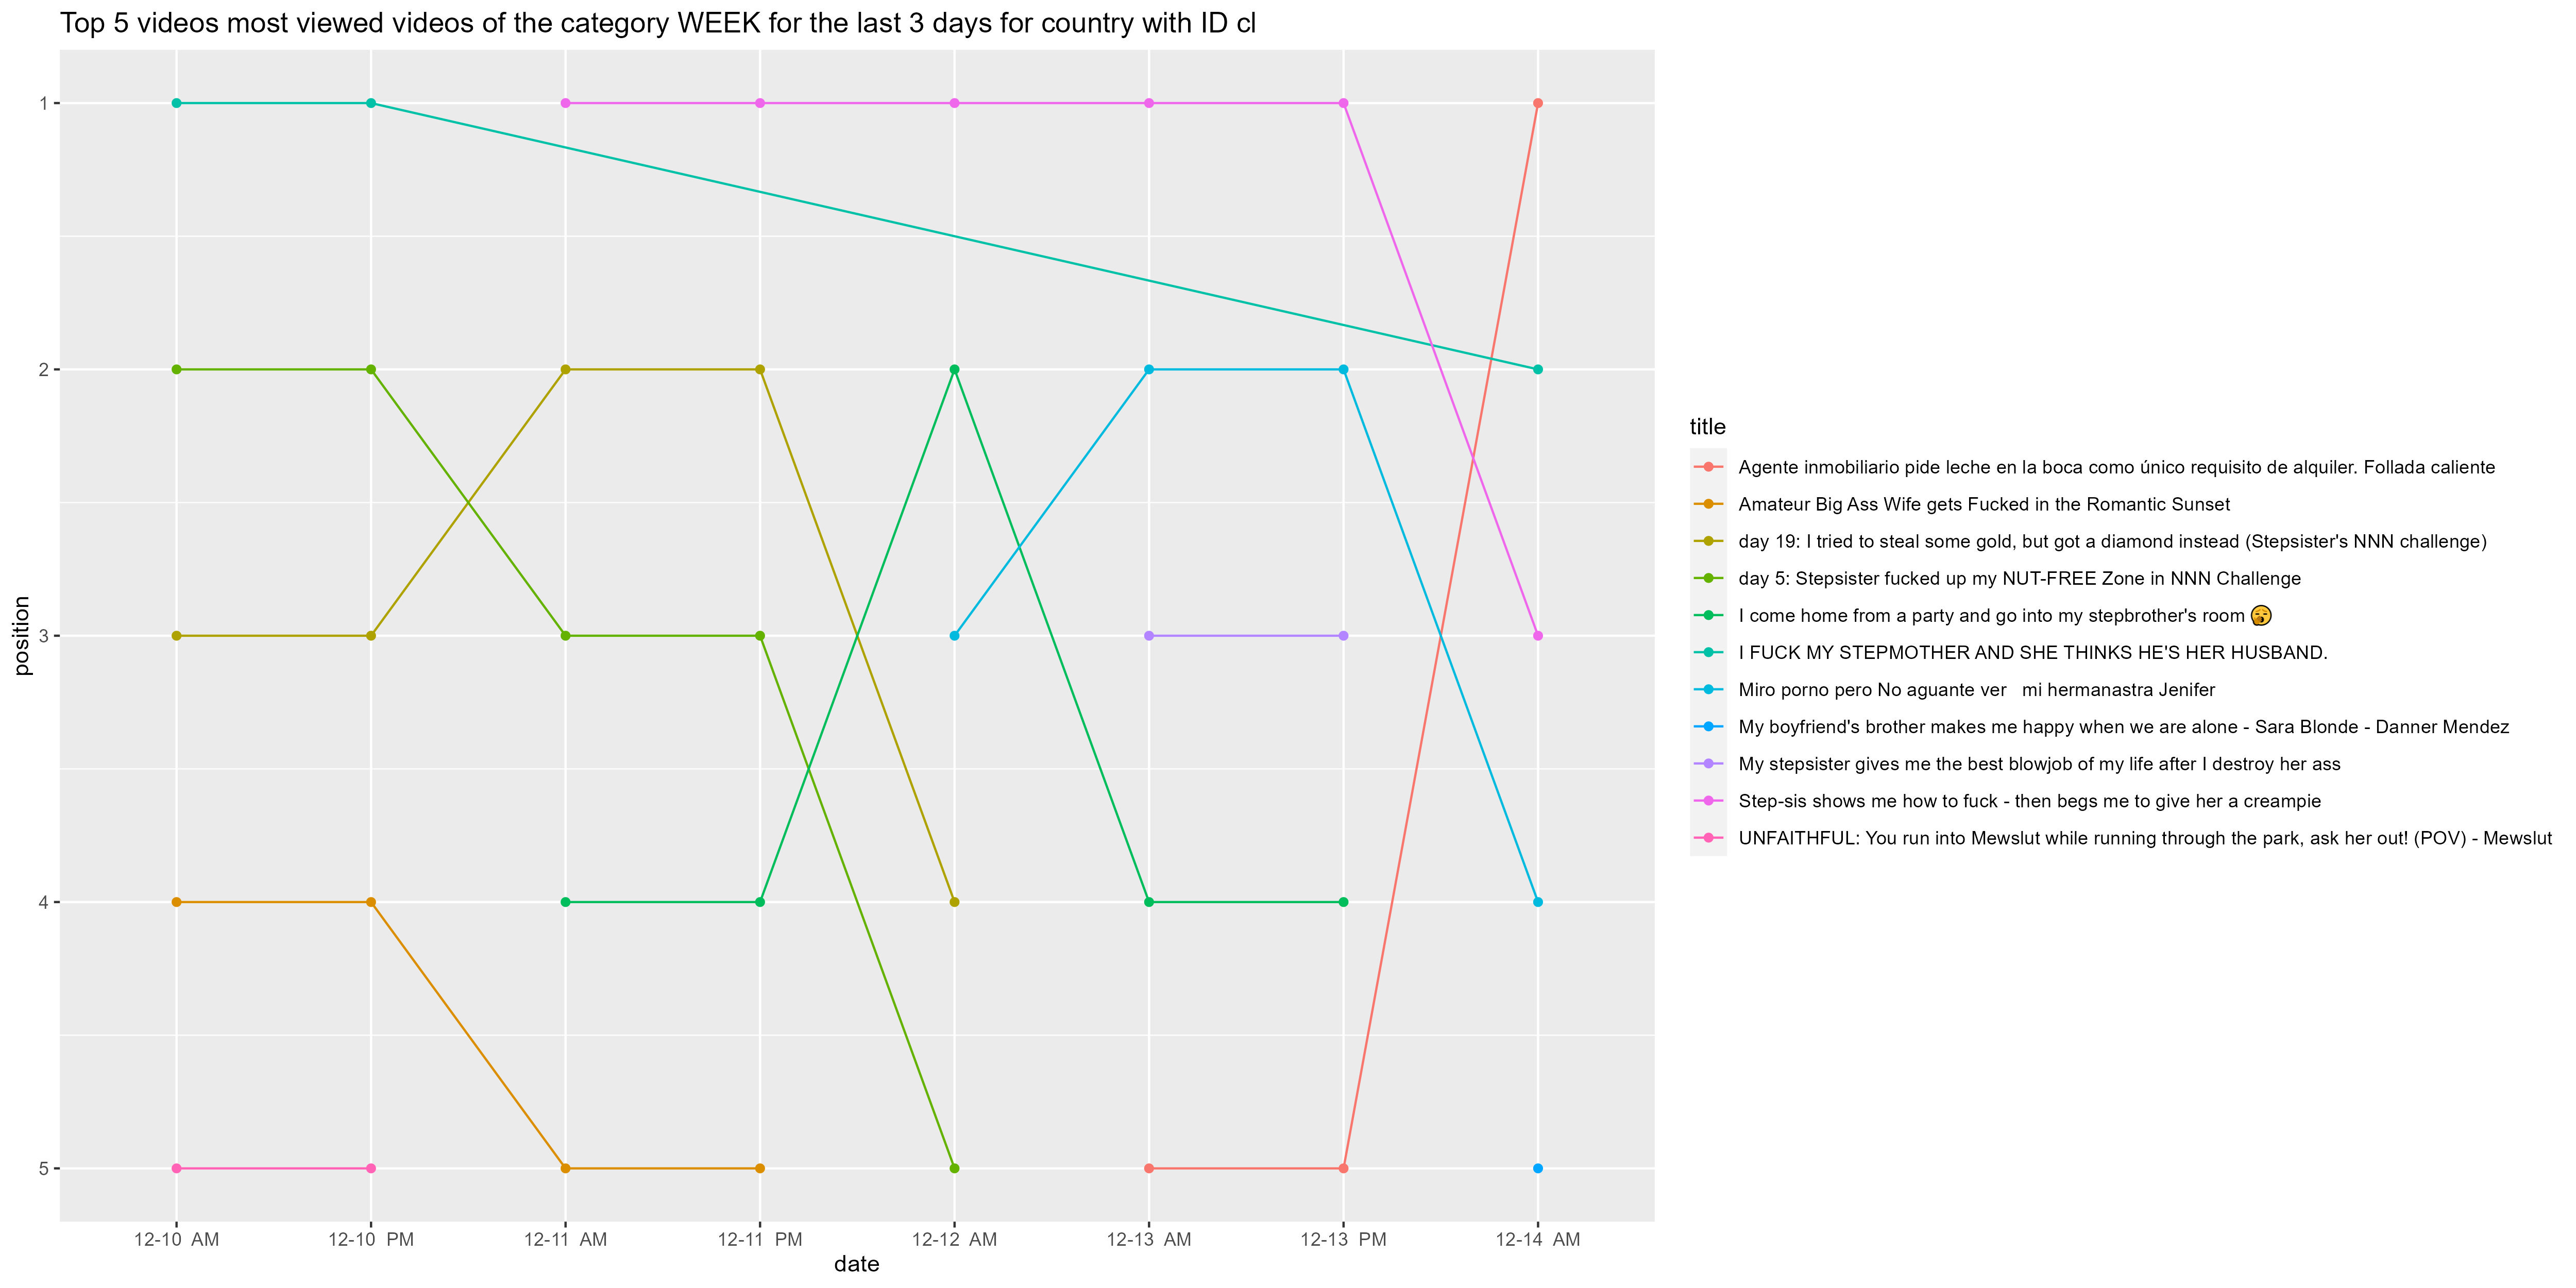 Top 5 videos most viewed videos of the category WEEK for the last 3 days for country with ID cl
position
1
2
3
4
5
12-10 AM
12-10 PM
12-11 AM
12-11 PM
12-12 AM
12-13 AM
12-13 PM
12-14 AM
date
title
Agente inmobiliario pide leche en la boca como único requisito de alquiler. Follada caliente
Amateur Big Ass Wife gets Fucked in the Romantic Sunset
day 19: I tried to steal some gold, but got a diamond instead (Stepsister's NNN challenge)
day 5: Stepsister fucked up my NUT-FREE Zone in NNN Challenge
I come home from a party and go into my stepbrother's room 🥱
I FUCK MY STEPMOTHER AND SHE THINKS HE'S HER HUSBAND.
Miro porno pero No aguante ver   mi hermanastra Jenifer
My boyfriend's brother makes me happy when we are alone - Sara Blonde - Danner Mendez
My stepsister gives me the best blowjob of my life after I destroy her ass
Step-sis shows me how to fuck - then begs me to give her a creampie
UNFAITHFUL: You run into Mewslut while running through the park, ask her out! (POV) - Mewslut